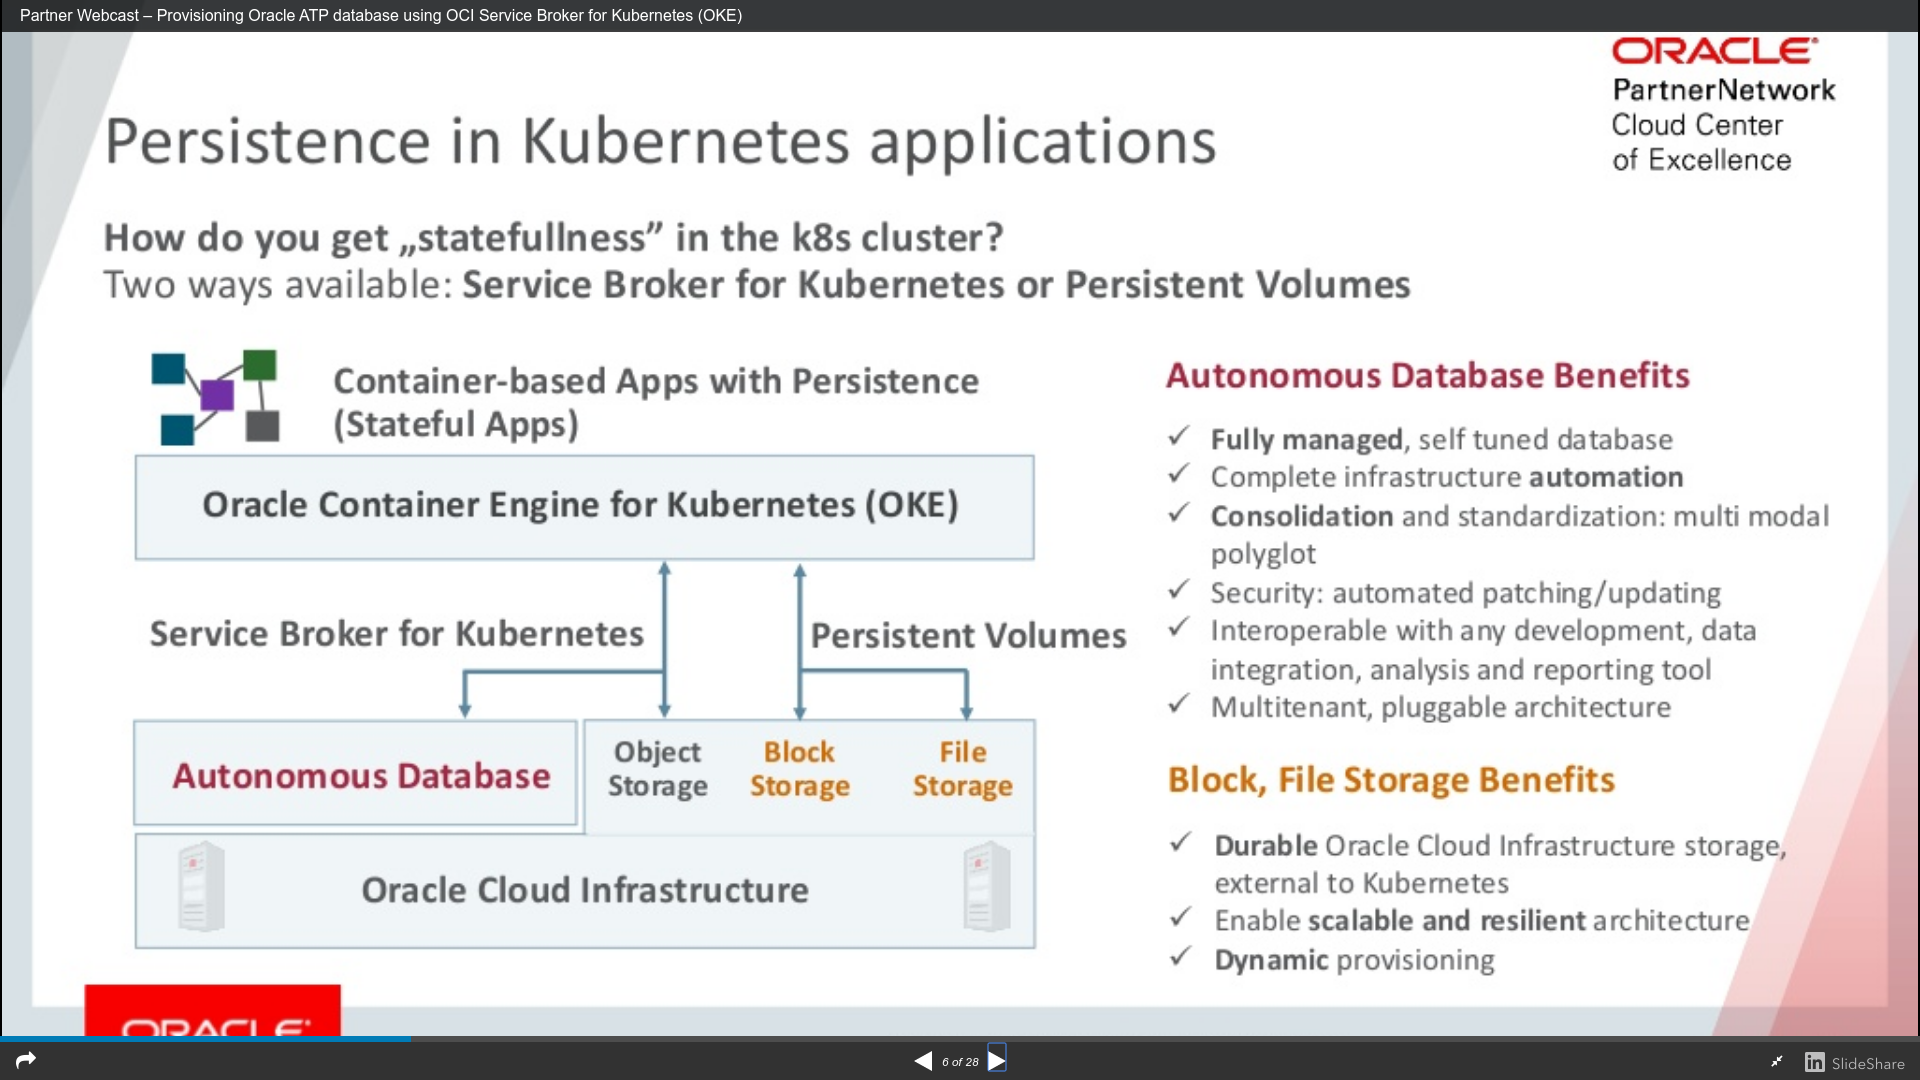 Partner Webcast – Provisioning Oracle ATP database using OCI Service Broker for Kubernetes (OKE)
ORACLE
PartnerNetwork
Cloud Center
of Excellence
Persistence in Kubernetes applications
How do you get „statefullness” in the k8s cluster?
Two ways available: Service Broker for Kubernetes or Persistent Volumes
Container-based Apps with Persistence
(Stateful Apps)
Oracle Container Engine for Kubernetes (OKE)
Service Broker for Kubernetes
Persistent Volumes
Autonomous Database
Object
Storage
Block
Storage
File
Storage
Oracle Cloud Infrastructure
Autonomous Database Benefits
✓ Fully managed, self tuned database
✓ Complete infrastructure automation
✓ Consolidation and standardization: multi modal
polyglot
✓ Security: automated patching/updating
✓ Interoperable with any development, data
integration, analysis and reporting tool
✓ Multitenant, pluggable architecture
Block, File Storage Benefits
✓ Durable Oracle Cloud Infrastructure storage,
external to Kubernetes
✓ Enable scalable and resilient architecture
✓ Dynamic provisioning
ORACLE
6 of 28
in SlideShare